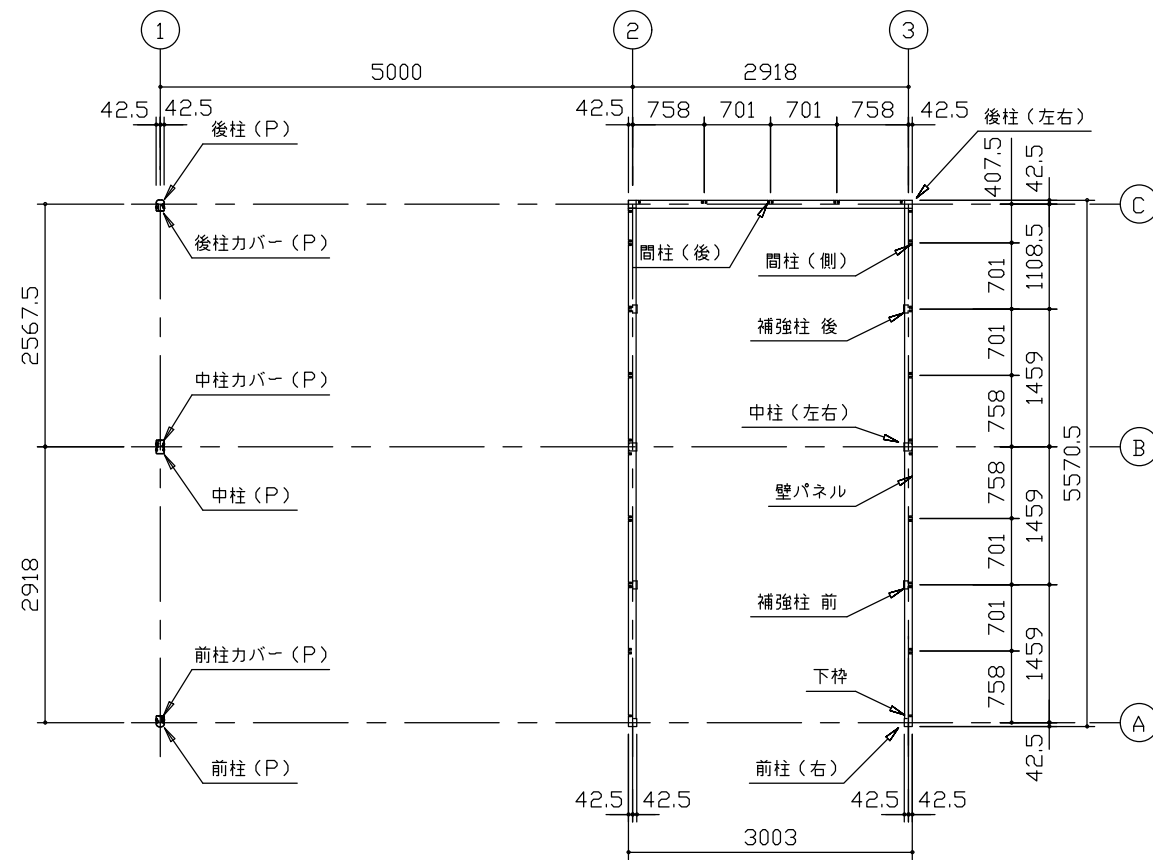 1
2
3
5000
2918
42.5
42.5
42.5
758
701
701
758
42.5
後柱（P）
後柱（左右）
407.5
42.5
C
後柱カバー（P）
間柱（後）
間柱（側）
701
1108.5
2567.5
補強柱 後
701
1459
中柱カバー（P）
中柱（左右）
758
5570.5
B
中柱（P）
壁パネル
758
1459
701
2918
補強柱 前
701
1459
前柱カバー（P）
下枠
758
A
前柱（P）
前柱（右）
42.5
42.5
42.5
42.5
42.5
3003